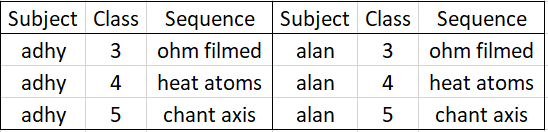 Subject Class Sequence Subject Class Sequence
adhy 3 ohm filmed alan 3 ohm filmed
adhy 4 heat atoms alan 4 heat atoms
adhy 5 chant axis alan 5 chant axis